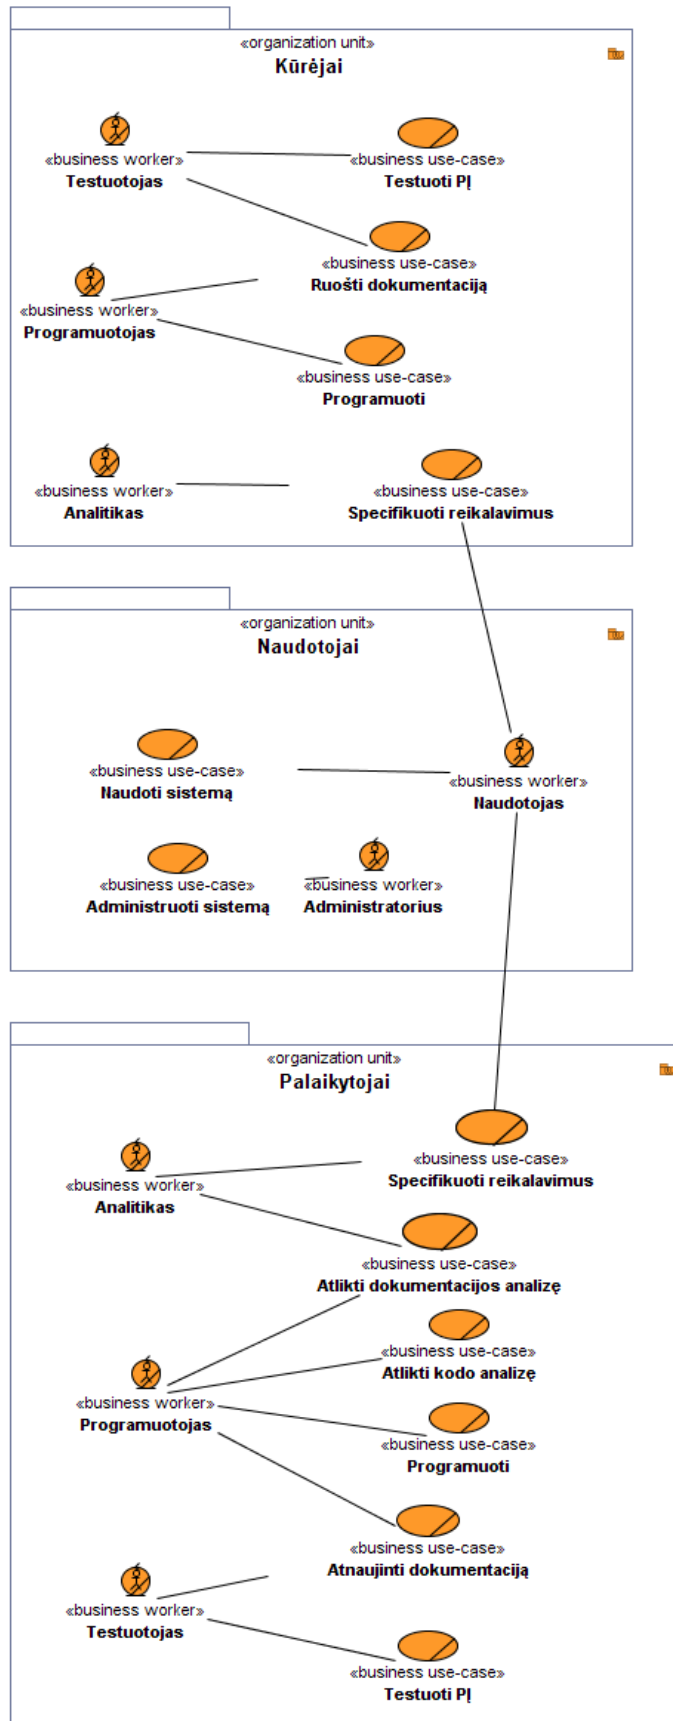 «organization unit»
Kūrėjai
«business worker»
Testuotojas
«business use-case»
Testuoti PĮ
«business use-case»
Ruošti dokumentaciją
«business worker»
Programuotojas
«business use-case»
Programuoti
«business worker»
Analitikas
«business use-case»
Specifikuoti reikalavimus
«organization unit»
Naudotojai
«business use-case»
Naudoti sistemą
«business worker»
Naudotojas
«business use-case»
Administruoti sistemą
«business worker»
Administratorius
«organization unit»
Palaikytojai
«business use-case»
Specifikuoti reikalavimus
«business worker»
Analitikas
«business use-case»
Atlikti dokumentacijos analizę
«business use-case»
Atlikti kodo analizę
«business worker»
Programuotojas
«business use-case»
Programuoti
«business use-case»
Atnaujinti dokumentaciją
«business worker»
Testuotojas
«business use-case»
Testuoti PĮ